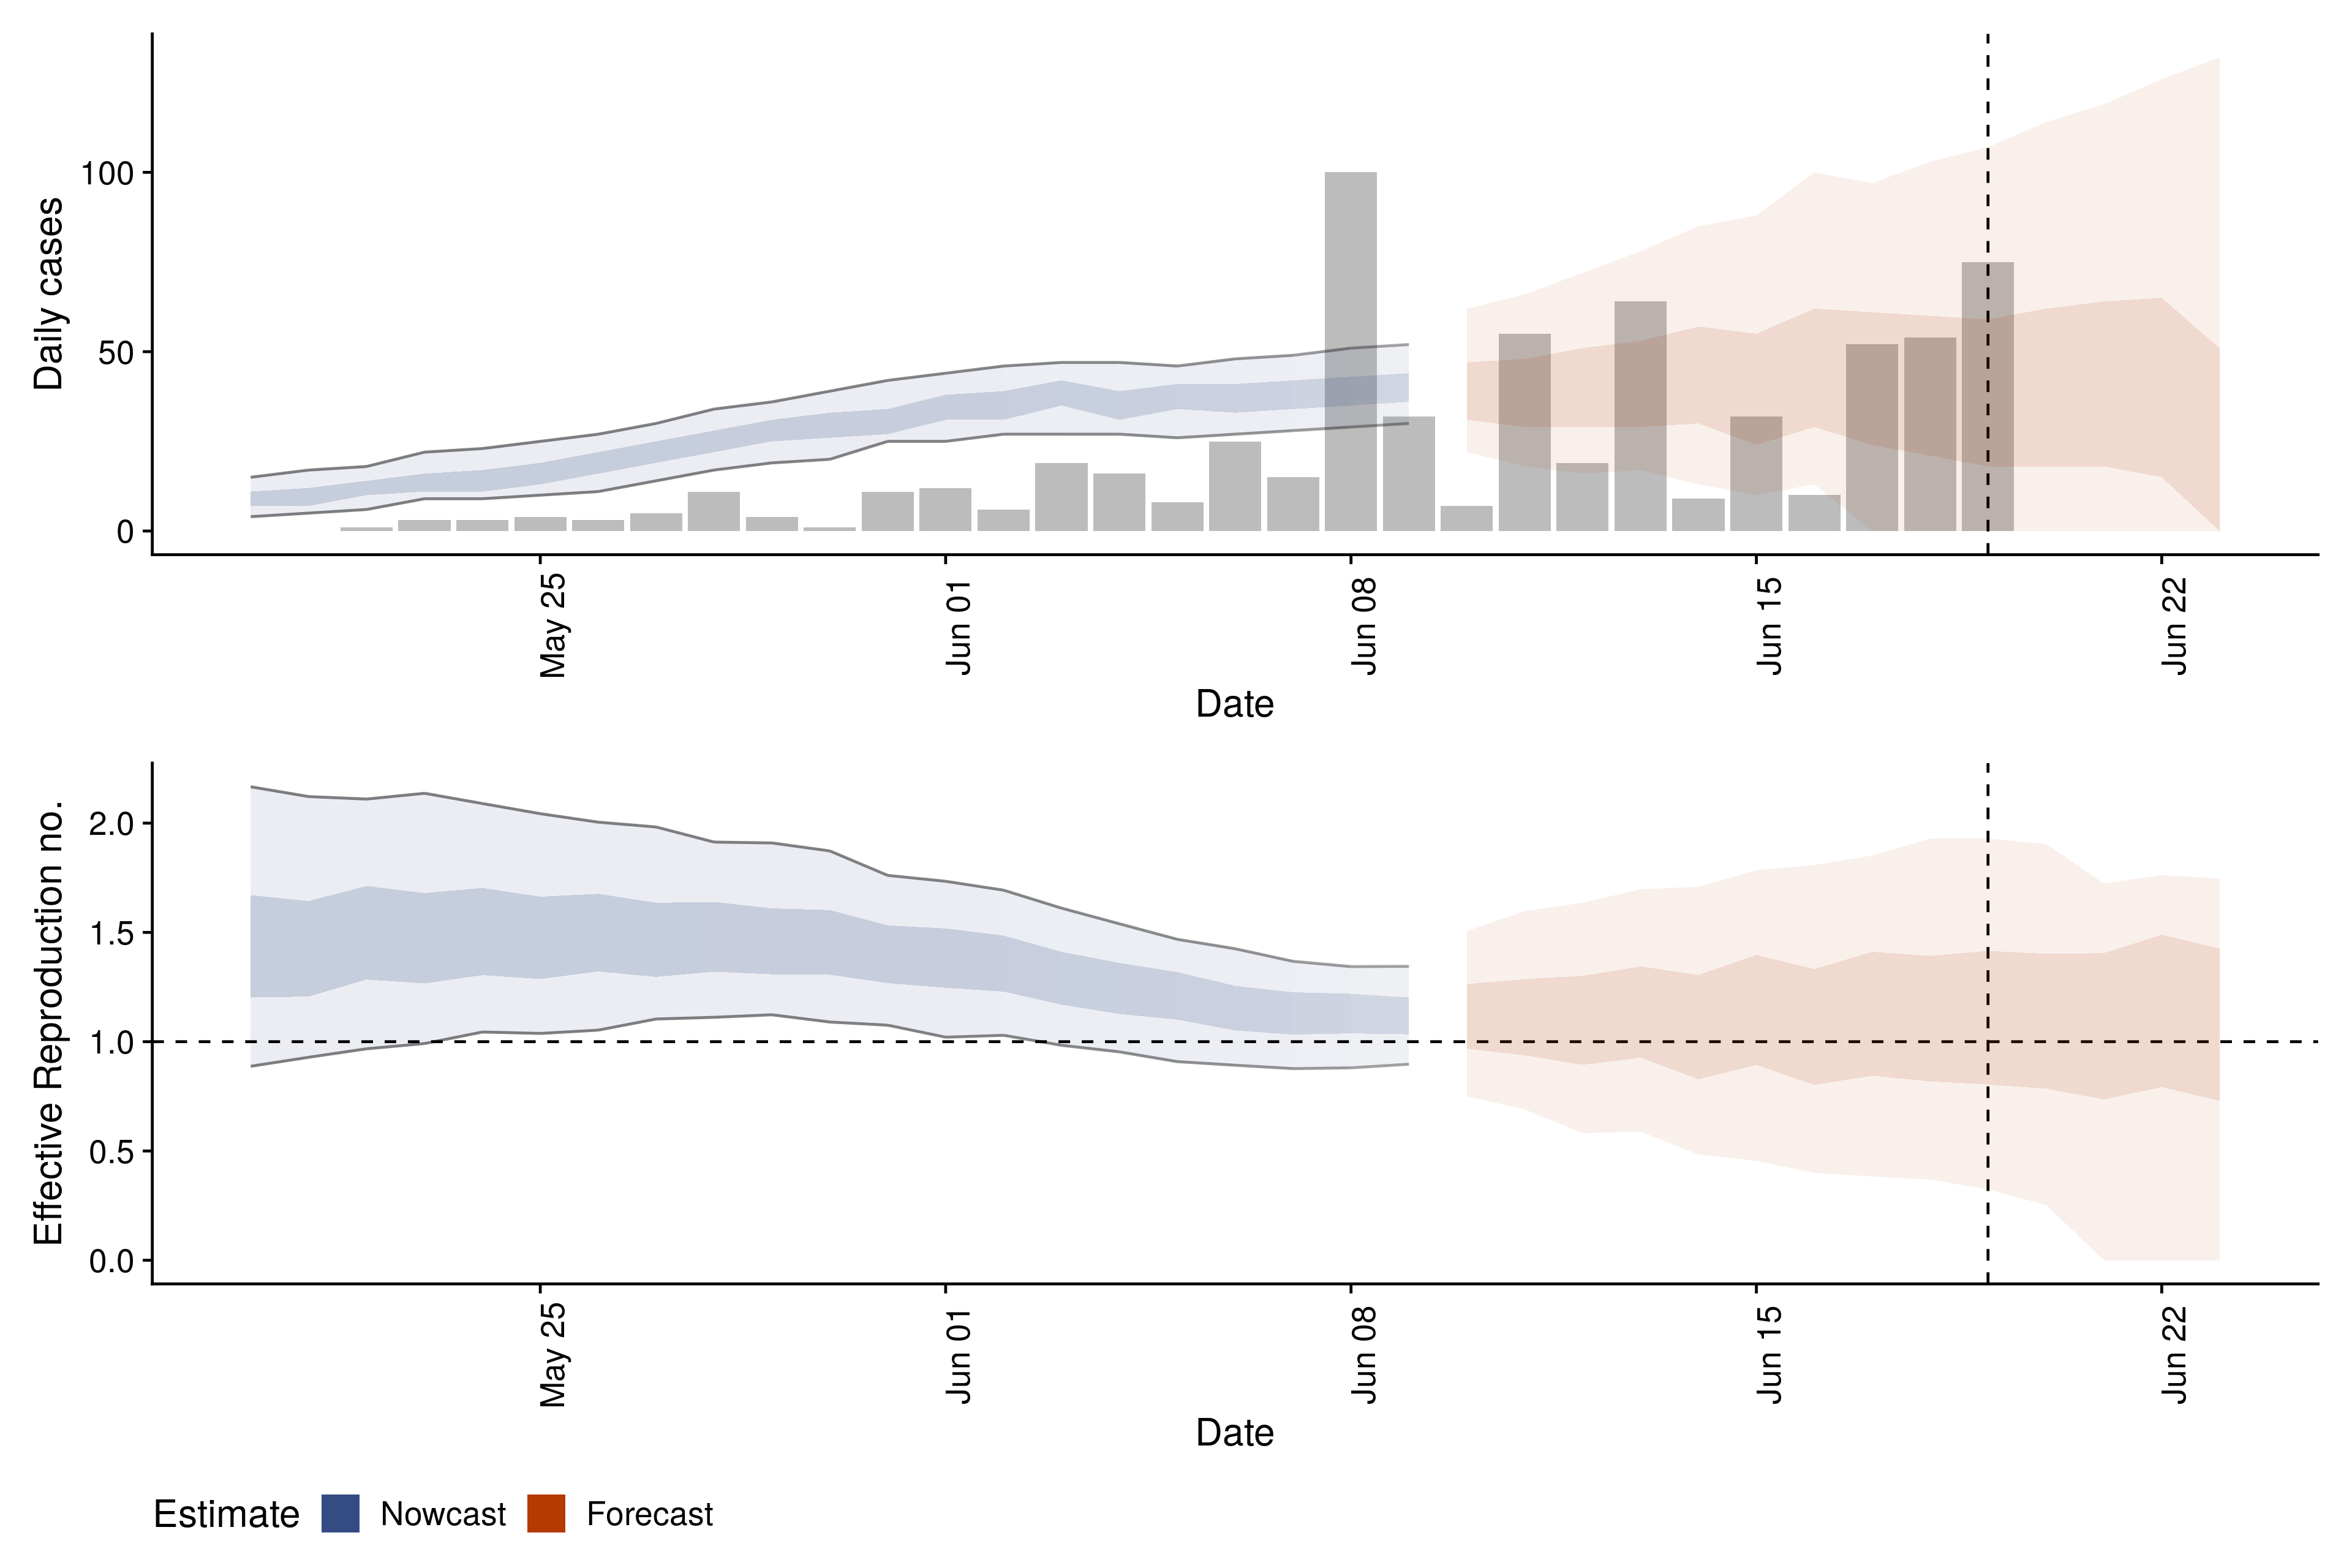 Daily cases
100
50
0
May 25
Jun 01
Jun 08
Jun 15
Jun 22
Date
Effective Reproduction no.
2.0
1.5
1.0
0.5
0.0
May 25
Jun 01
Jun 08
Jun 15
Jun 22
Date
Estimate Nowcast Forecast